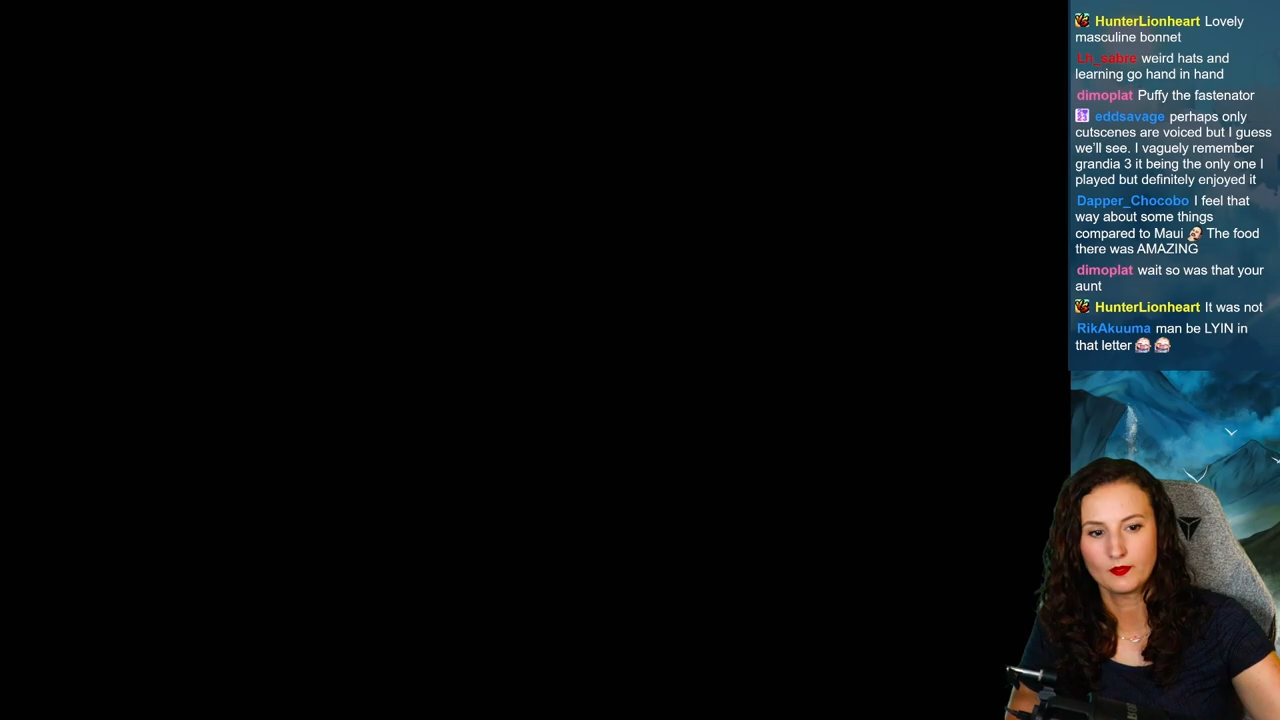 HunterLionheart Lovely
masculine bonnet
Lh_sabre weird hats and
learning go hand in hand
dimoplat Puffy the fastenator
eddsavage perhaps only
cutscenes are voiced but I guess
we'll see. I vaguely remember
grandia 3 it being the only one I
played but definitely enjoyed it
Dapper_Chocobo I feel that
way about some things
compared to Maui The food
there was AMAZING
dimoplat wait so was that your
aunt
HunterLionheart It was not
RikAkuuma man be LYIN in
that letter